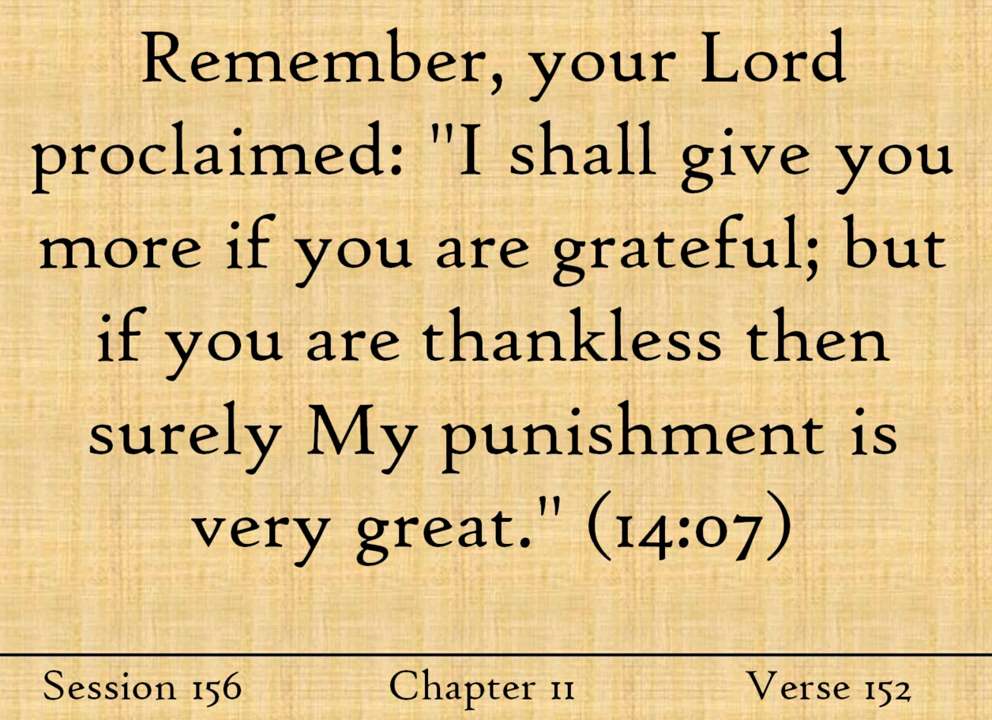 Remember, your Lord
proclaimed: "I shall give you
more if you are grateful; but
if you are thankless then
surely My punishment is
very great." (14:07)
Session 156 Chapter 11 Verse 152